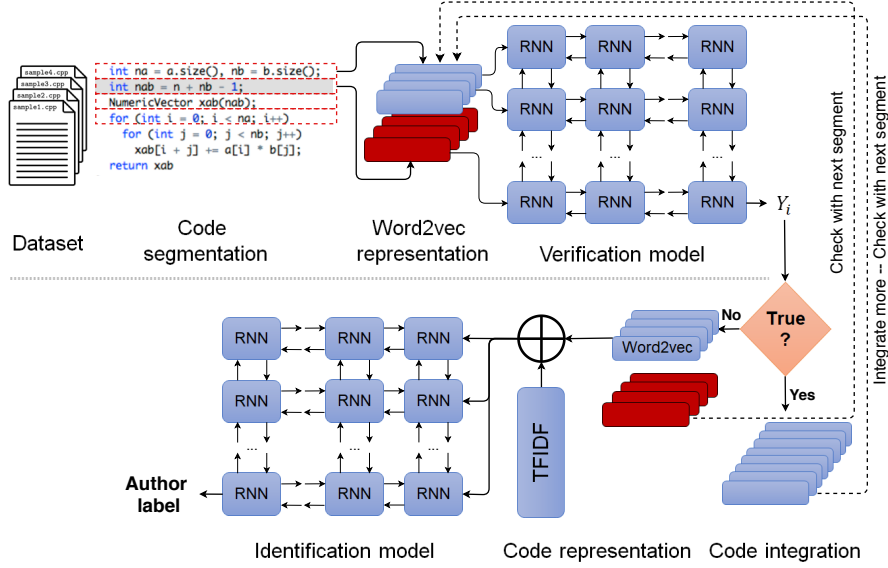 sample4.cpp
sample3.cpp
sample2.cpp
sample1.cpp
int na = a.size(), nb = b.size();
int nab = n + nb - 1;
NumericVector xab(nab);
for (int i = 0; i < na; i++)
for (int j = 0; j < nb; j++)
xab[i + j] += a[i] * b[j];
return xab
RNN RNN RNN
RNN RNN RNN
... ... ...
RNN RNN RNN
Yi
Dataset
Code
segmentation
Word2vec
representation
Verification model
Check with next segment
Integrate more -- Check with next segment
True
?
No
Yes
Word2vec
TFIDF
RNN RNN RNN
RNN RNN RNN
... ... ...
RNN RNN RNN
Author
label
Identification model
Code representation
Code integration